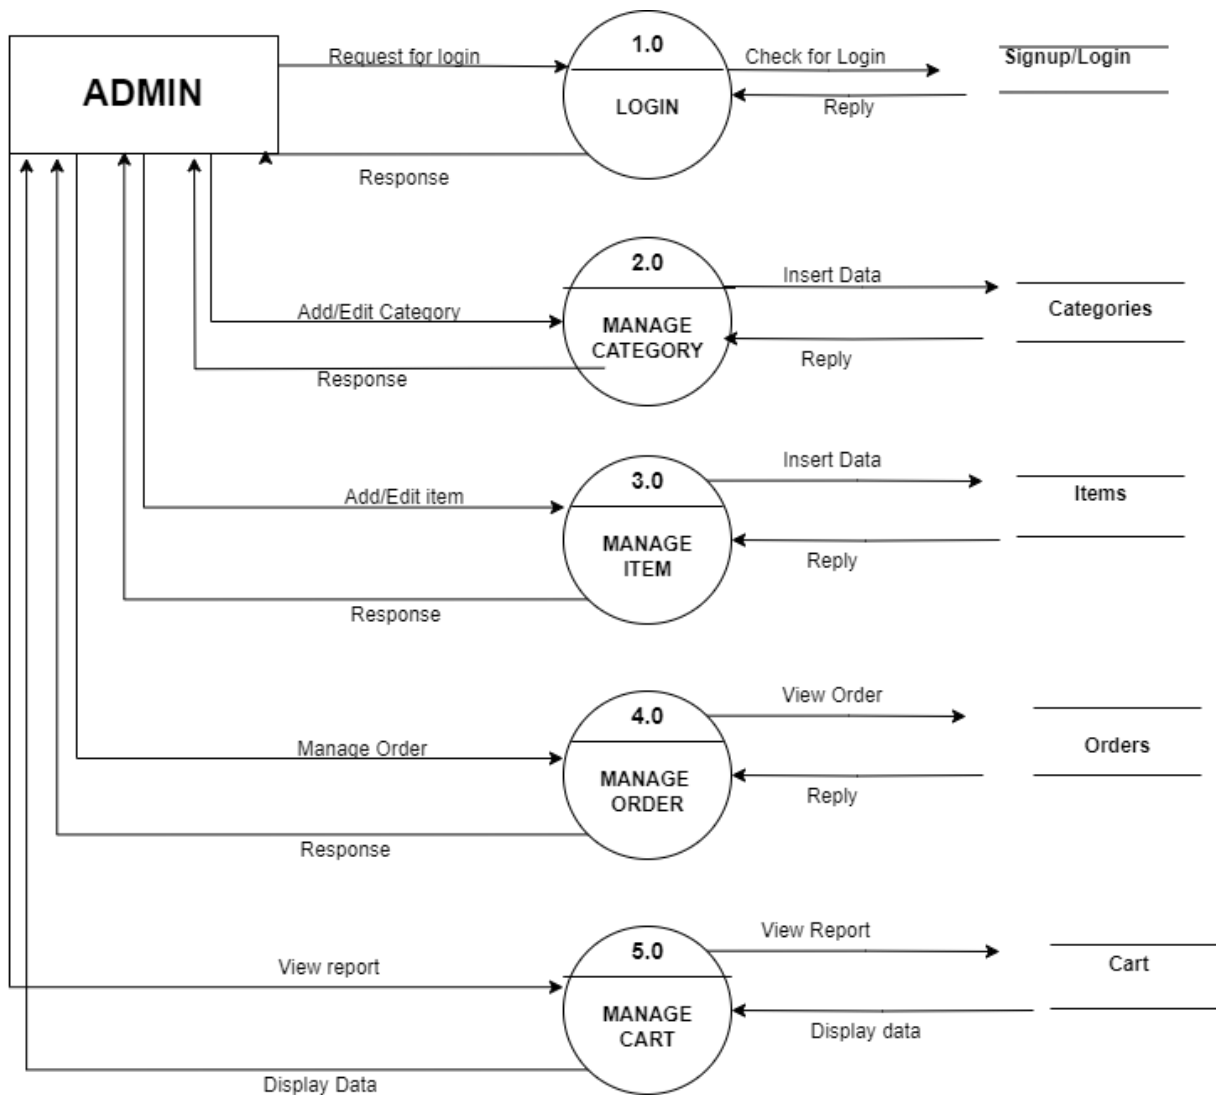 ADMIN
Request for login
1.0
LOGIN
Check for Login
Signup/Login
Reply
Response
2.0
MANAGE
CATEGORY
Insert Data
Categories
Add/Edit Category
Reply
Response
3.0
MANAGE
ITEM
Insert Data
Items
Add/Edit item
Reply
Response
4.0
MANAGE
ORDER
View Order
Orders
Manage Order
Reply
Response
5.0
MANAGE
CART
View Report
Cart
View report
Display data
Display Data